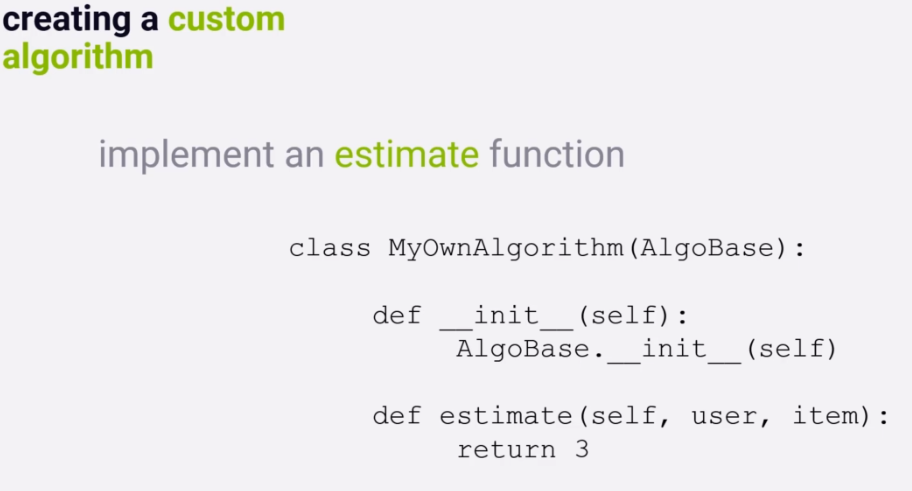 creating a custom
algorithm
implement an estimate function
class MyOwnAlgorithm(AlgoBase):
def __init__(self):
AlgoBase.__init__(self)
def estimate(self, user, item):
return 3